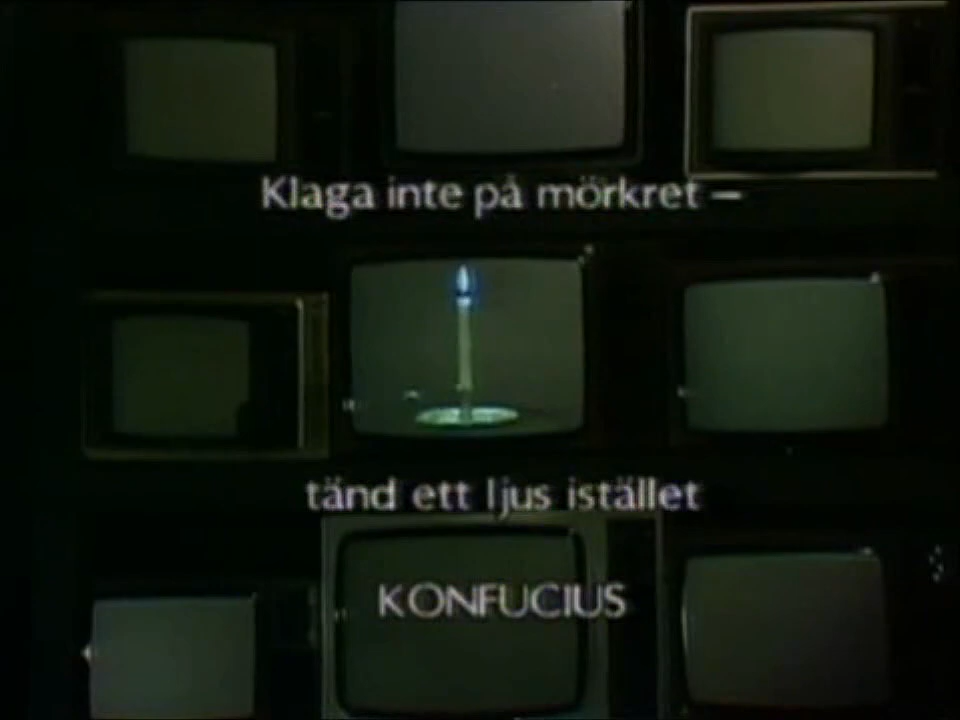 Klaga inte på mörkret –
tänd ett ljus istället
KONFUCIUS